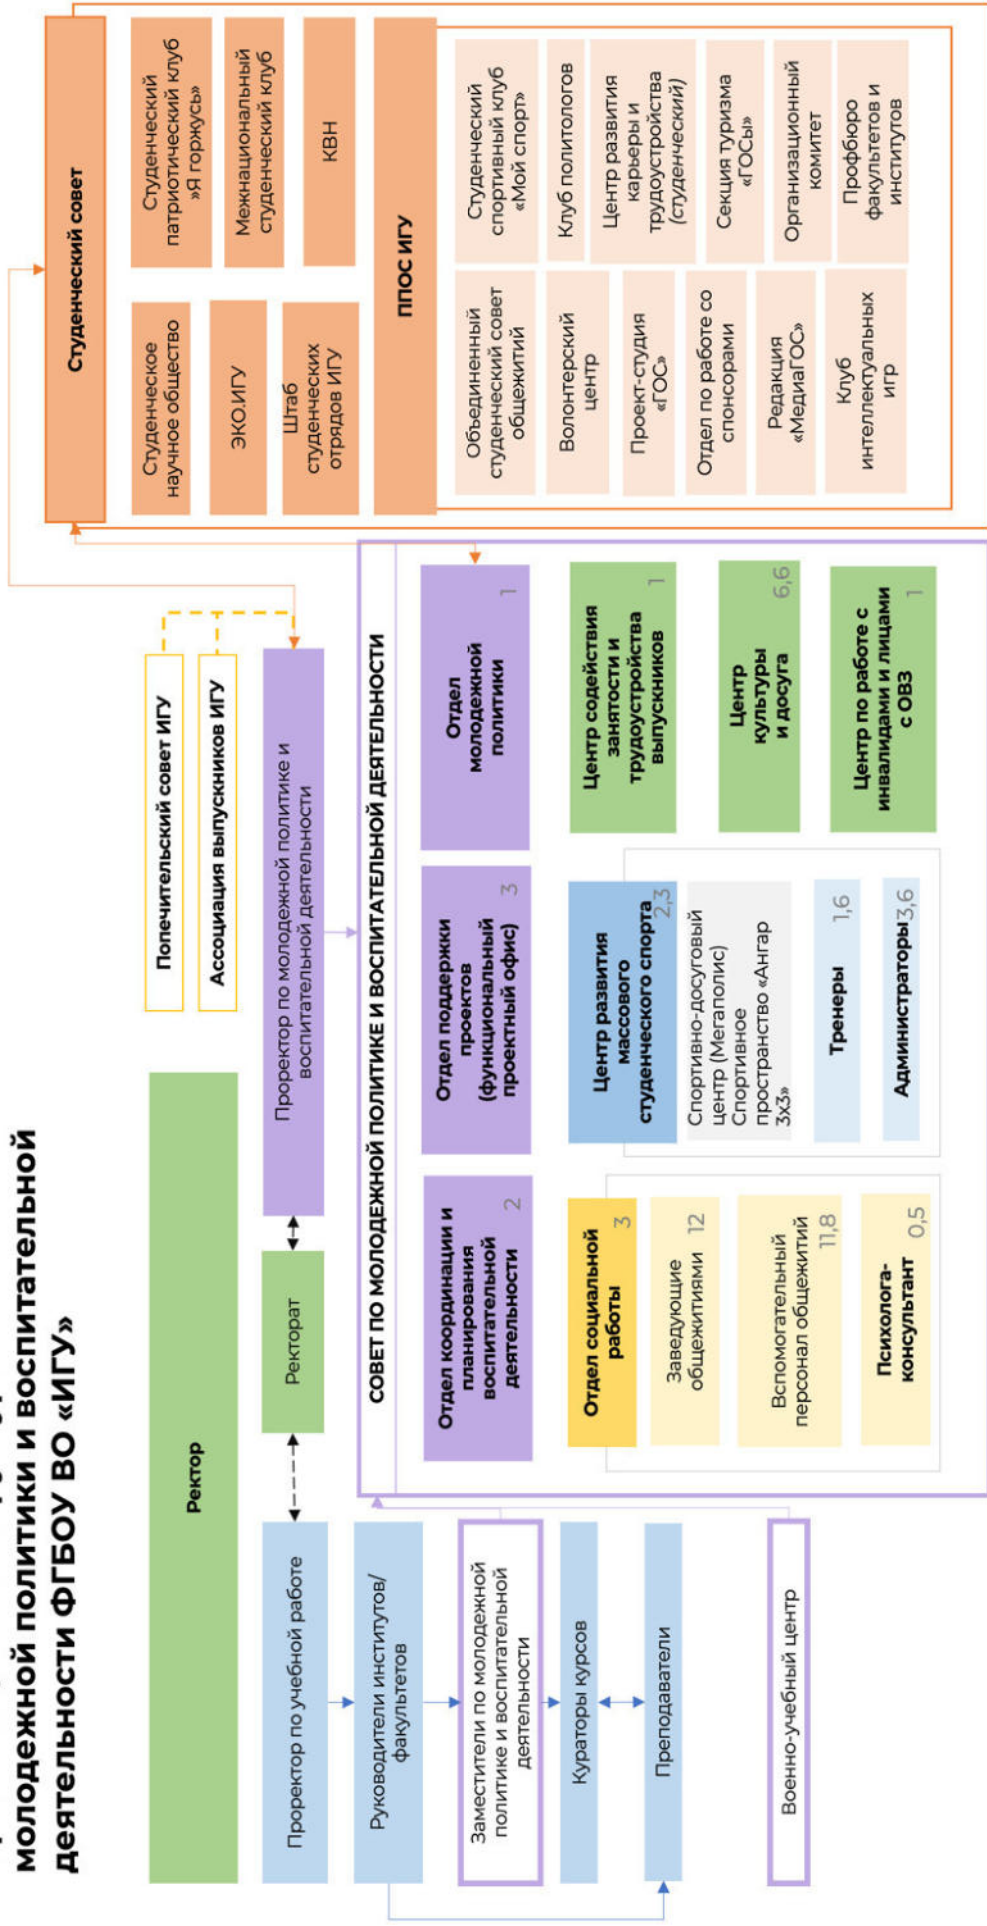 молодежной политики и воспитательной
деятельности ФГБОУ ВО «ИГУ»
Ректор
Проректор по учебной работе
Ректорат
Проректор по молодежной политике и
воспитательной деятельности
Попечительский совет ИГУ
Ассоциация выпускников ИГУ
Руководители институтов/
факультетов
Заместители по молодежной
политике и воспитательной
деятельности
Кураторы курсов
Преподаватели
Военно-учебный центр
СОВЕТ ПО МОЛОДЕЖНОЙ ПОЛИТИКЕ И ВОСПИТАТЕЛЬНОЙ ДЕЯТЕЛЬНОСТИ
Отдел координации и
планирования
воспитательной
деятельности
2
Отдел поддержки
проектов
(функциональный
проектный офис)
3
Отдел
молодежной
политики
1
Отдел социальной
работы
3
Заведующие
общежитиями
12
Вспомогательный
персонал общежитий
11,8
Психолога-
консультант
0,5
Центр развития
массового
студенческого спорта
2,3
Спортивно-досуговый
центр (Мегаполис)
Спортивное
пространство «Ангар
3х3»
Тренеры
1,6
Администраторы
3,6
Центр содействия
занятости и
трудоустройства
выпускников
1
Центр
культуры
и досуга
6,6
Центр по работе с
инвалидами и лицами
с ОВЗ
1
Студенческий совет
Студенческое
научное общество
Студенческий
патриотический клуб
»Я горжусь»
ЭКО.ИГУ
Межнациональный
студенческий клуб
Штаб
студенческих
отрядов ИГУ
КВН
ППОС ИГУ
Объединенный
студенческий совет
общежитий
Студенческий
спортивный клуб
«Мой спорт»
Волонтерский
центр
Клуб политологов
Проект-студия
«ГОС»
Центр развития
карьеры и
трудоустройства
(студенческий)
Отдел по работе со
спонсорами
Секция туризма
«ГОСы»
Редакция
«МедиаГОС»
Организационный
комитет
Клуб
интеллектуальных
игр
Профбюро
факультетов и
институтов